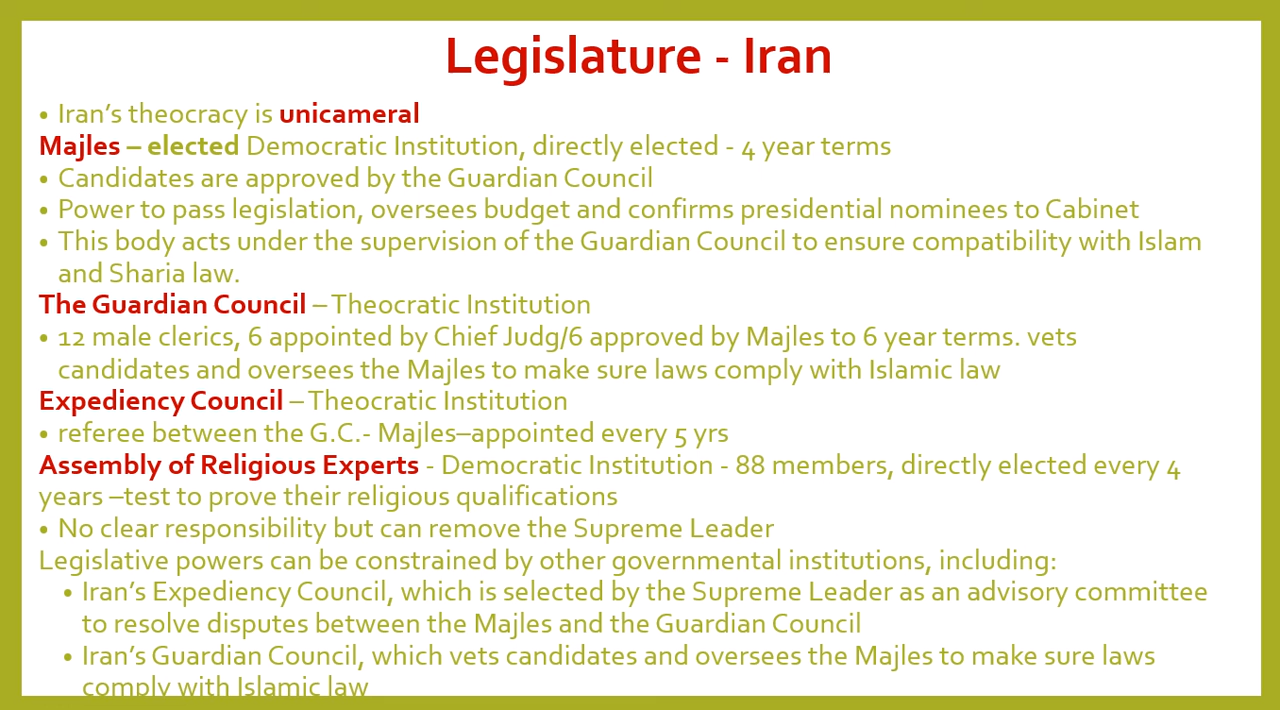 Legislature - Iran
• Iran’s theocracy is unicameral
Majles – elected Democratic Institution, directly elected - 4 year terms
• Candidates are approved by the Guardian Council
• Power to pass legislation, oversees budget and confirms presidential nominees to Cabinet
• This body acts under the supervision of the Guardian Council to ensure compatibility with Islam
and Sharia law.
The Guardian Council – Theocratic Institution
• 12 male clerics, 6 appointed by Chief Judg/6 approved by Majles to 6 year terms. vets
candidates and oversees the Majles to make sure laws comply with Islamic law
Expediency Council – Theocratic Institution
• referee between the G.C.- Majles–appointed every 5 yrs
Assembly of Religious Experts - Democratic Institution - 88 members, directly elected every 4
years –test to prove their religious qualifications
• No clear responsibility but can remove the Supreme Leader
Legislative powers can be constrained by other governmental institutions, including:
• Iran’s Expediency Council, which is selected by the Supreme Leader as an advisory committee
to resolve disputes between the Majles and the Guardian Council
• Iran’s Guardian Council, which vets candidates and oversees the Majles to make sure laws
comply with Islamic law